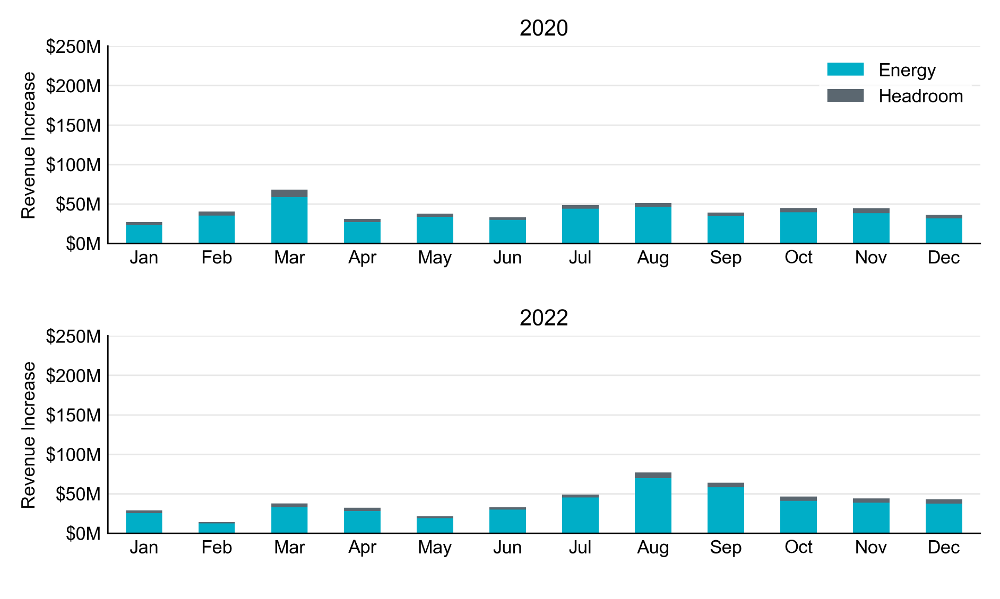 2020
$250M
$200M
$150M
$100M
$50M
$0M
Revenue Increase
Energy
Headroom
Jan Feb Mar Apr May Jun Jul Aug Sep Oct Nov Dec
2022
$250M
$200M
$150M
$100M
$50M
$0M
Revenue Increase
Jan Feb Mar Apr May Jun Jul Aug Sep Oct Nov Dec